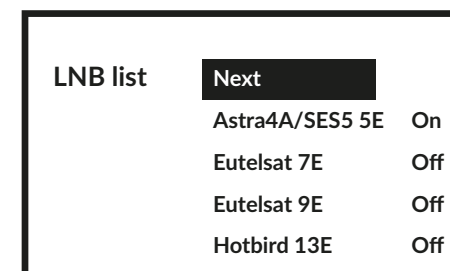 LNB list Next
Astra4A/SES5 5E On
Eutelsat 7E Off
Eutelsat 9E Off
Hotbird 13E Off